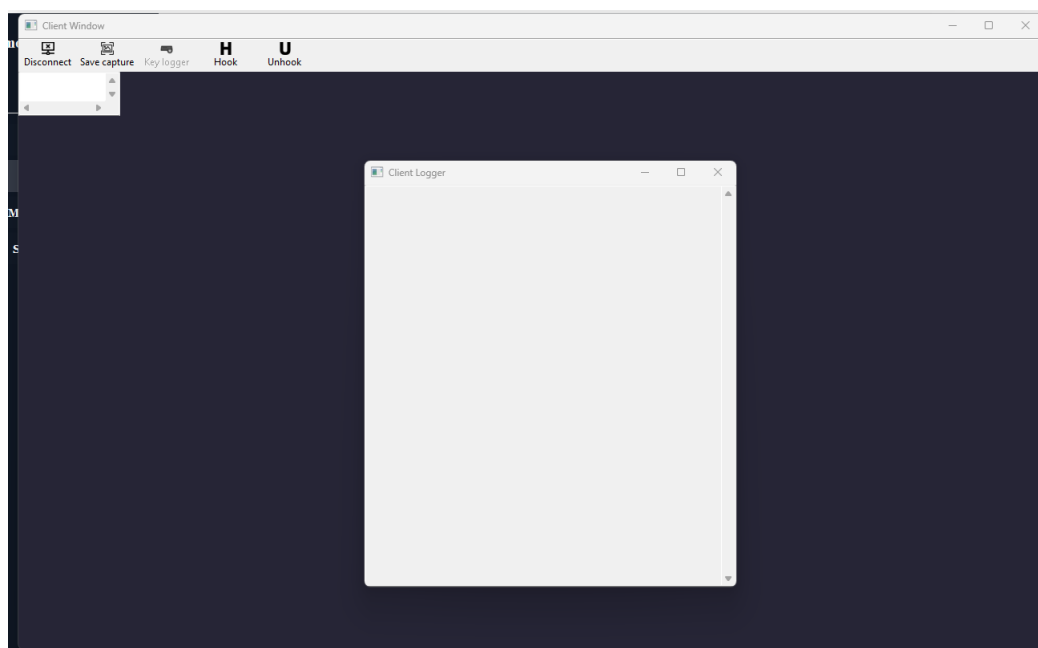 Client Window
Disconnect Save capture Key logger Hook Unhook
H U
Client Logger
M
s